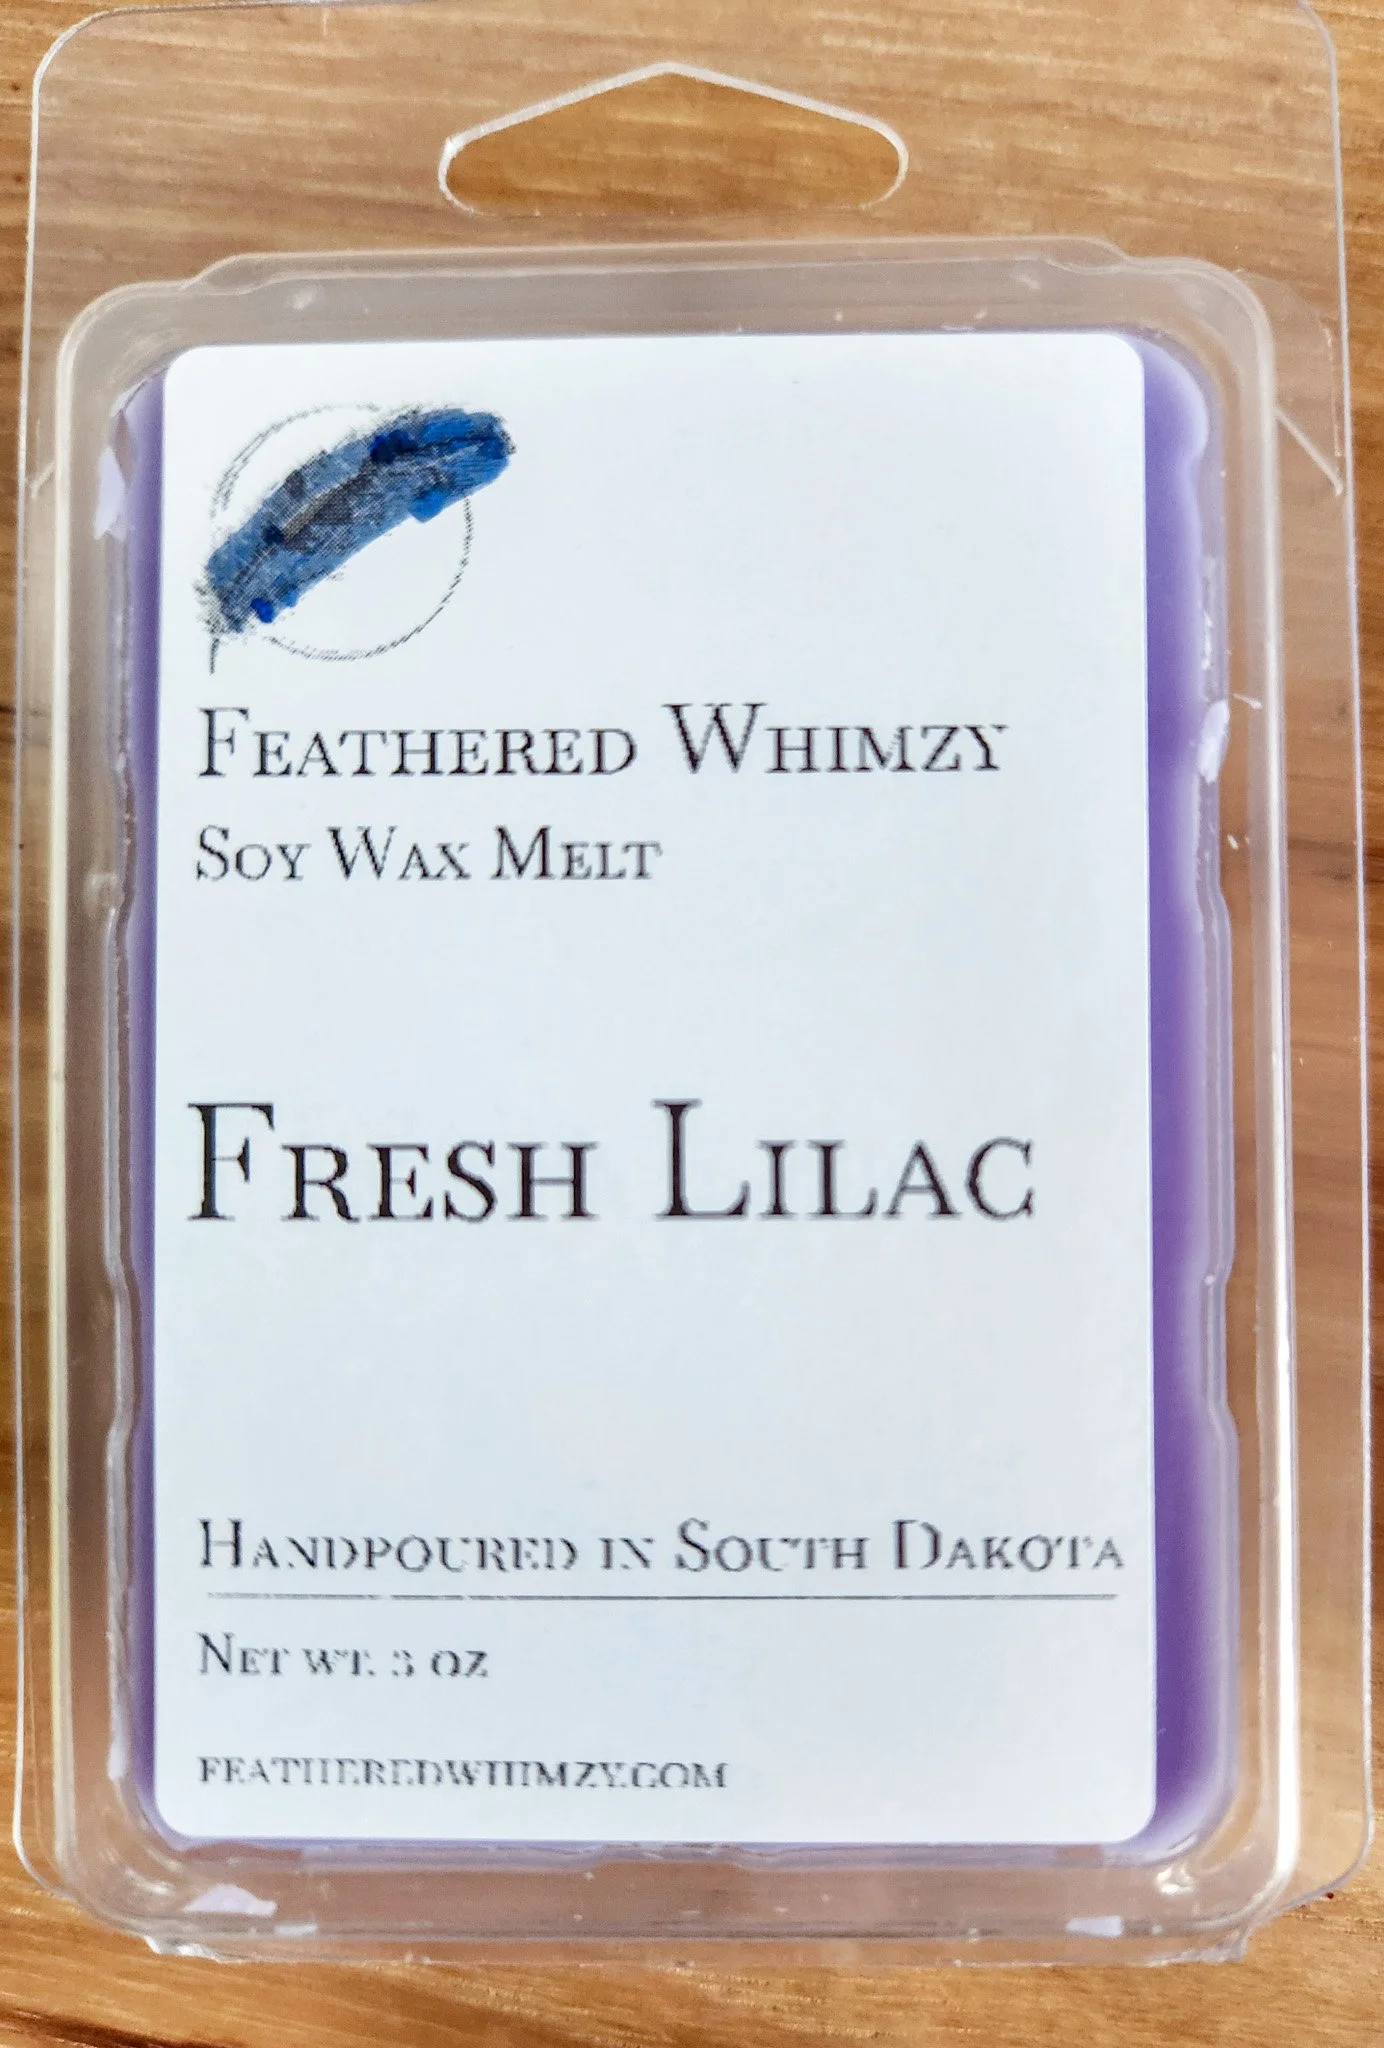 Feathered Whimzy
Soy Wax Melt
Fresh Lilac
Handpoured in South Dakota
Net wt. 3 oz
featheredwhimzy.com